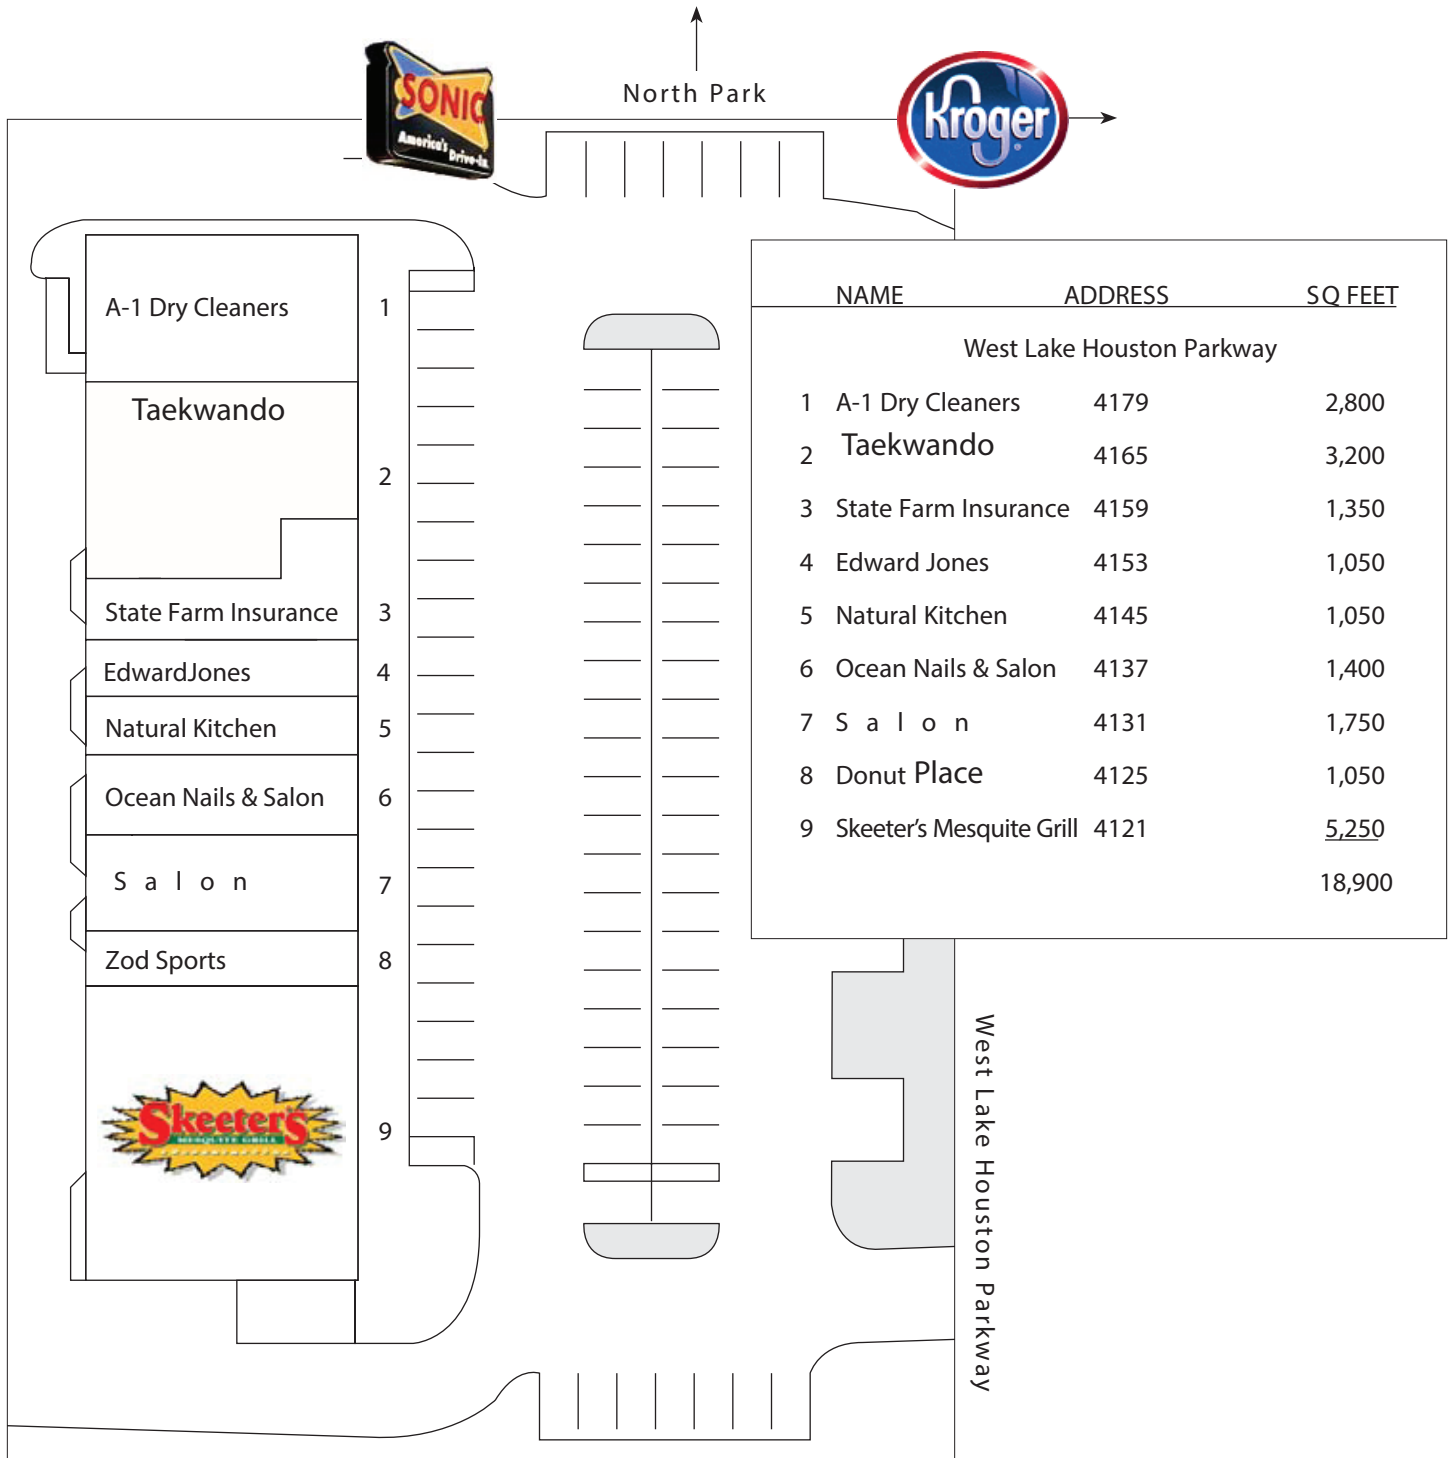 North Park
SONIC
America's
Drive-In.
Kroger
A-1 Dry Cleaners 1
Taekwando
2
State Farm Insurance 3
EdwardJones 4
Natural Kitchen 5
Ocean Nails & Salon 6
S a l o n 7
Zod Sports 8
Skeeter's
MESQUITE GRILL
9
NAME ADDRESS SQ FEET
West Lake Houston Parkway
1 A-1 Dry Cleaners 4179 2,800
2 Taekwando 4165 3,200
3 State Farm Insurance 4159 1,350
4 Edward Jones 4153 1,050
5 Natural Kitchen 4145 1,050
6 Ocean Nails & Salon 4137 1,400
7 S a l o n 4131 1,750
8 Donut Place 4125 1,050
9 Skeeter's Mesquite Grill 4121 5,250
18,900
West Lake Houston Parkway